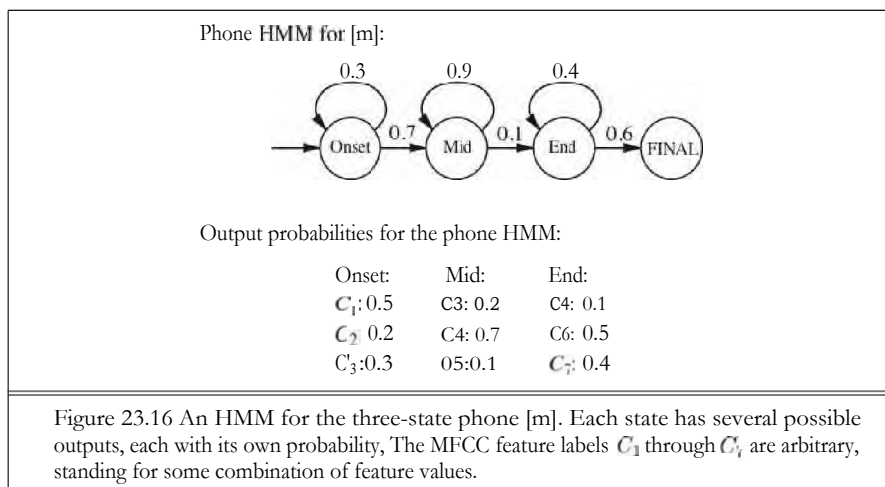 Phone HMM for [m]:
0.3 0.9 0.4
Onset 0.7 Mid 0.1 End 0.6 FINAL
Output probabilities for the phone HMM:
Onset: Mid: End:
C₁: 0.5 C3: 0.2 C4: 0.1
C₂ 0.2 C4: 0.7 C6: 0.5
C'₃:0.3 05:0.1 C₇: 0.4
Figure 23.16 An HMM for the three-state phone [m]. Each state has several possible
outputs, each with its own probability, The MFCC feature labels C₁ through are arbitrary,
standing for some combination of feature values.